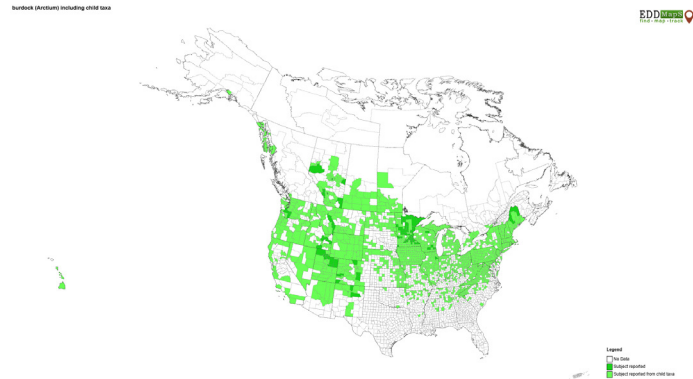 burdock (Arctium) including child taxa
EDDMapS
find • map • track
Legend
No Data
Subject reported
Subject reported from child taxa